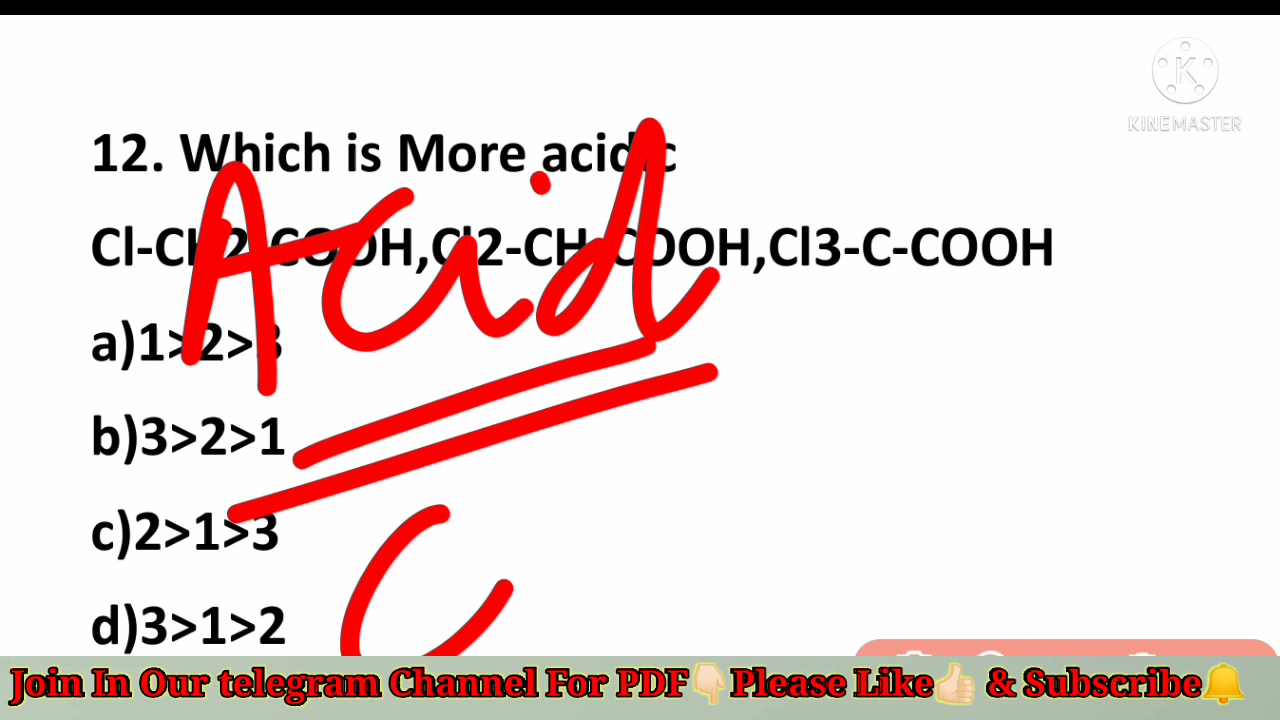 KINEMASTER
12. Which is More acidic
Cl-CH2-COOH,Cl2-CH-COOH,Cl3-C-COOH
Acid
a)1>2>3
b)3>2>1
c)2>1>3
d)3>1>2
Join In Our telegram Channel For PDF👇🏻Please Like👍🏻 & Subscribe🔔